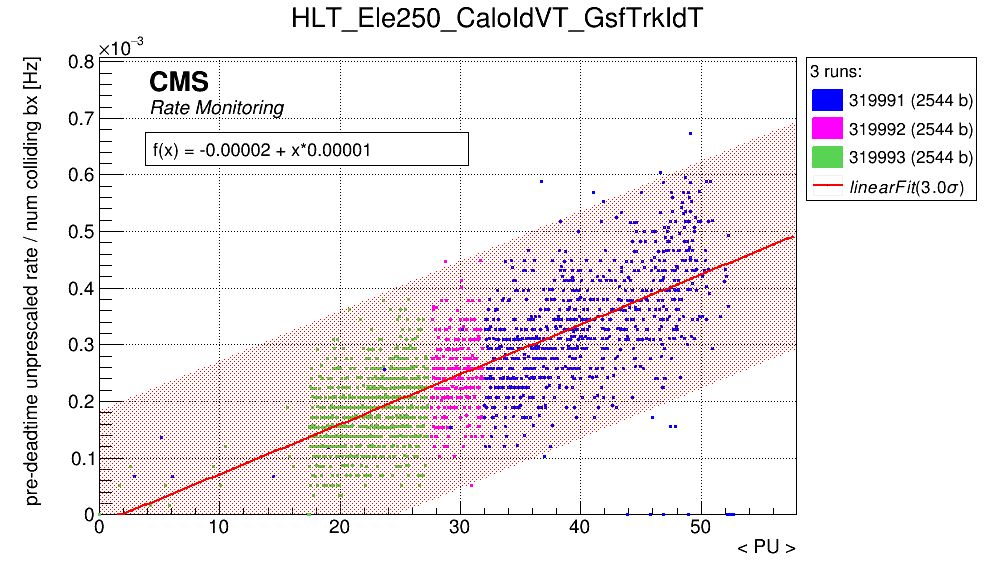 HLT_Ele250_CaloIdVT_GsfTrkIdT
×10⁻³
0.8
0.7
0.6
0.5
0.4
0.3
0.2
0.1
0
pre-deadtime unprescaled rate / num colliding bx [Hz]
CMS
Rate Monitoring
f(x) = -0.00002 + x*0.00001
3 runs:
319991 (2544 b)
319992 (2544 b)
319993 (2544 b)
linearFit(3.0σ)
0 10 20 30 40 50
< PU >